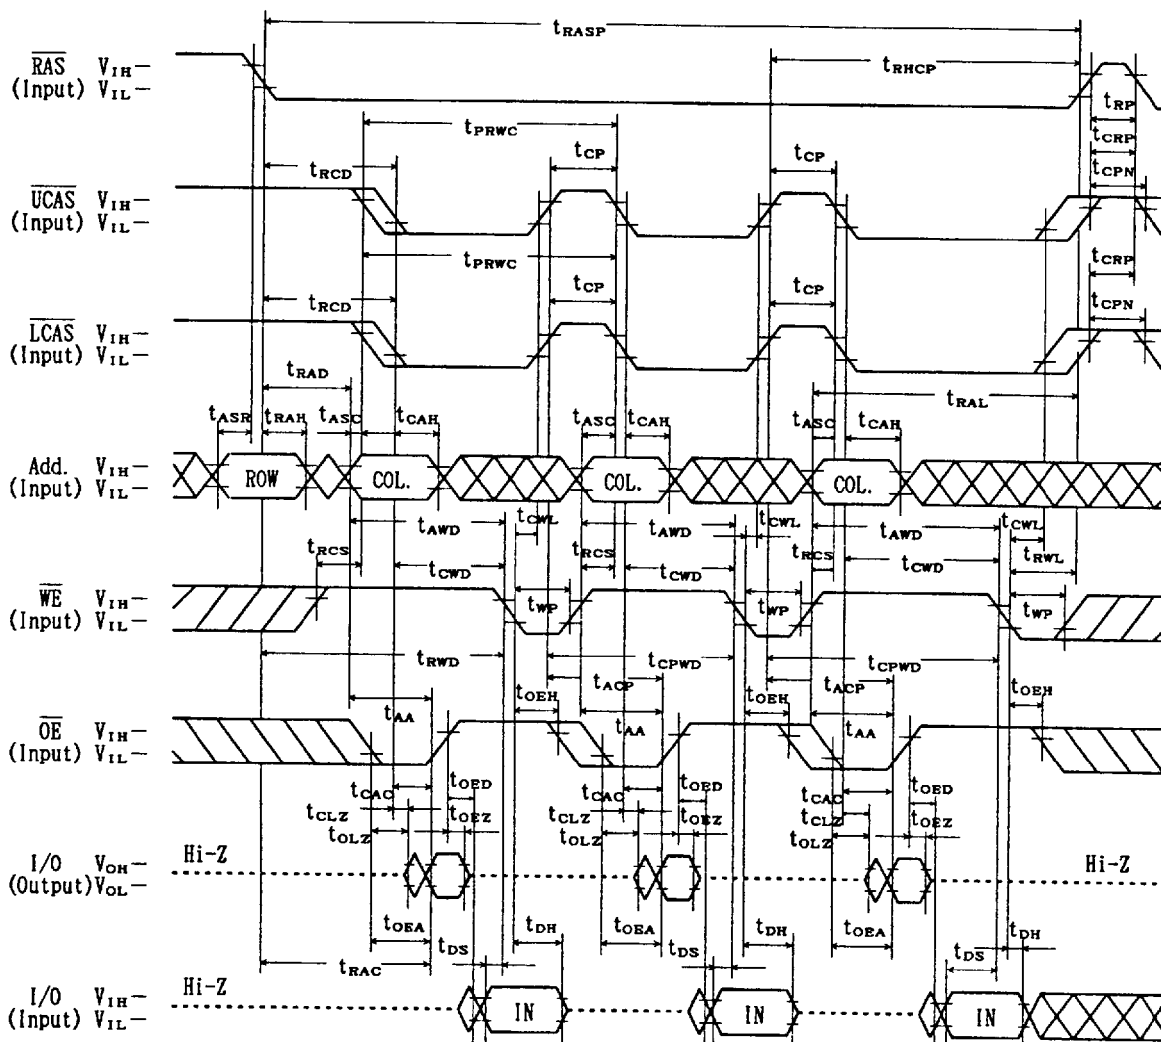 tRASP
RAS VIH
(Input) VIL
tRHCP
tRP
tPRWC
tCRP
tCP
tCP
tRCD
tCPN
UCAS VIH
(Input) VIL
tPRWC
tCRP
tCP
tCP
tRCD
tCPN
LCAS VIH
(Input) VIL
tRAD
tRAL
tASR tRAH tASC tCAH tASC tCAH tASC tCAH
Add. VIH
(Input) VIL
ROW COL. COL. COL.
tAWD tCWL tAWD tCWL tAWD tCWL
tRCS tCWD tRCS tCWD tRCS tCWD tRWL
WE VIH
(Input) VIL
tWP tWP tWP
tRWD tCPWD tCPWD
tACP tACP
tOEH tOEH tOEH
tAA tAA tAA
OE VIH
(Input) VIL
tCAC tOED tCAC tOED tCAC tOED
tCLZ tOEZ tCLZ tOEZ tCLZ tOEZ
tOLZ tOLZ tOLZ
I/O VOH
(Output) VOL
Hi-Z Hi-Z
tOEA tDH tOEA tDH tOEA tDH
tDS tDS tDS
tRAC
I/O VIH
(Input) VIL
Hi-Z
IN IN IN